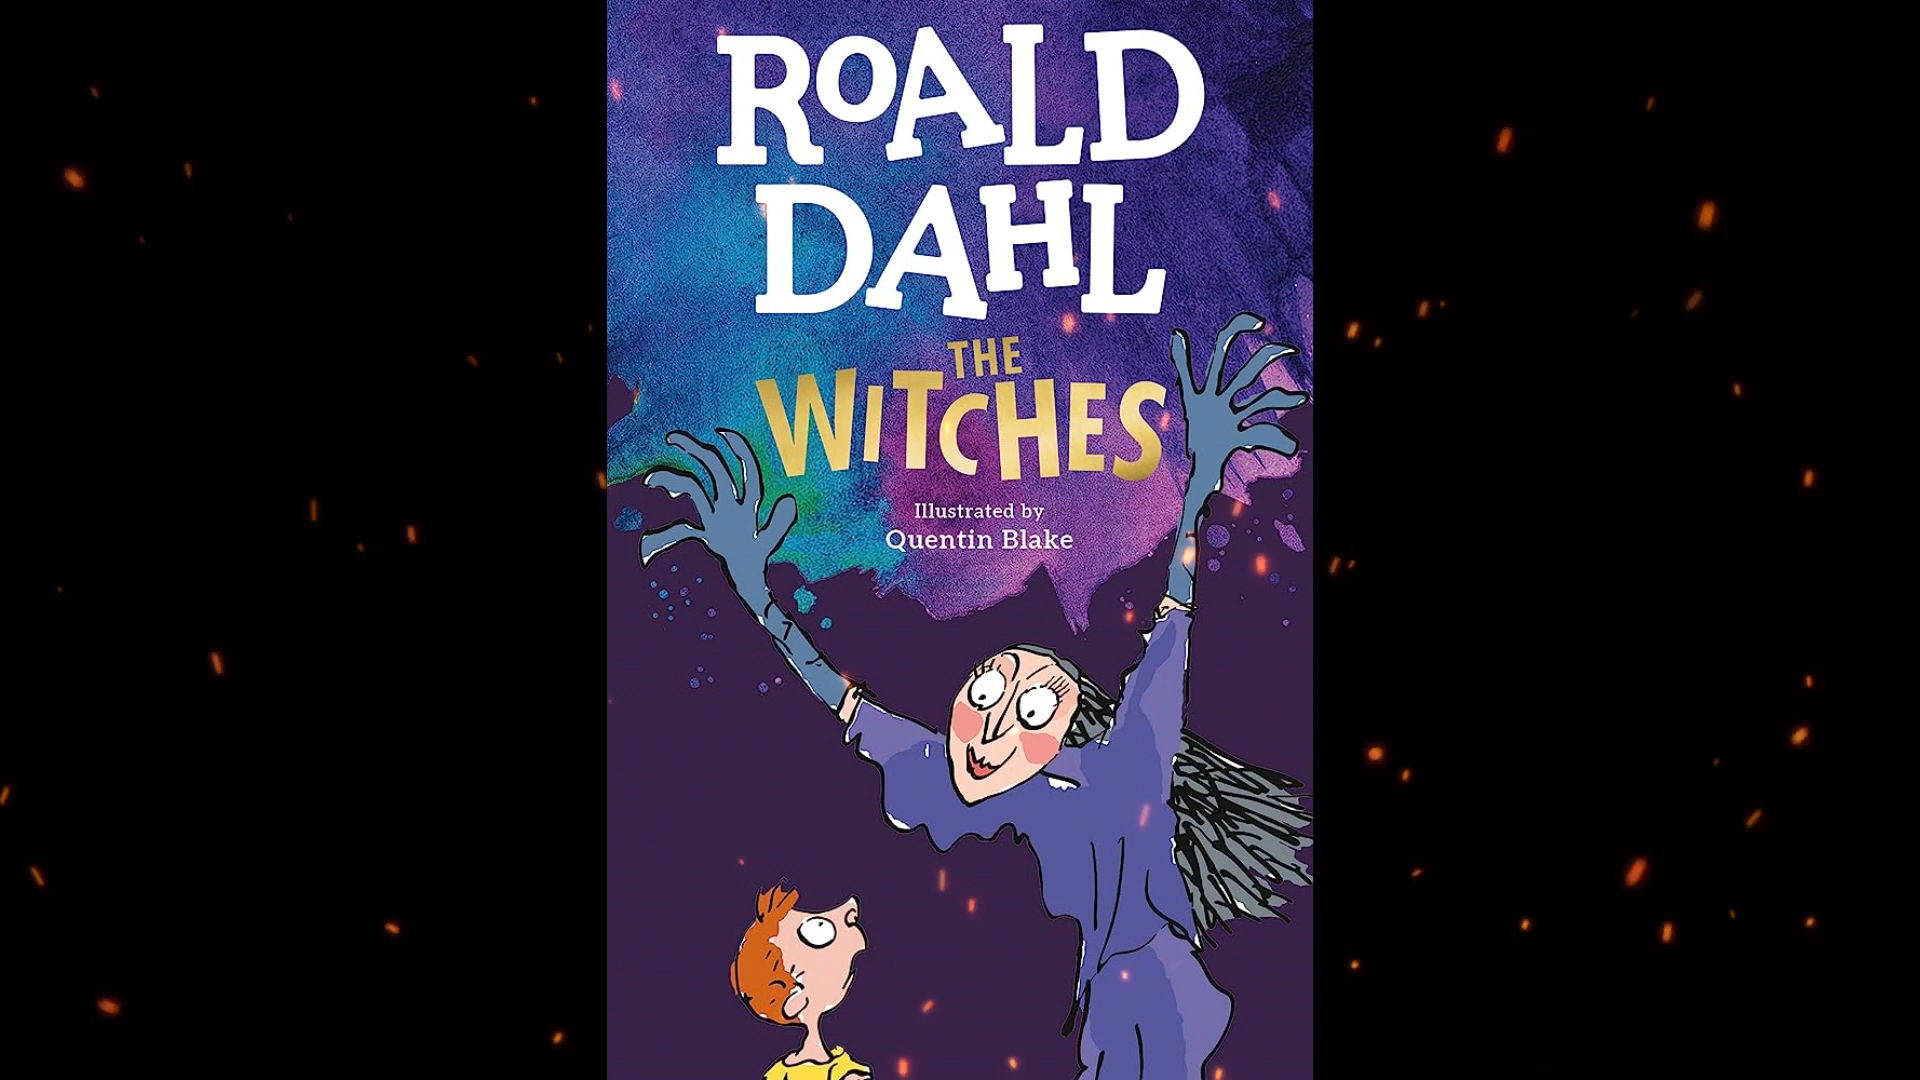 ROALD
DAHL
THE
WITCHES
Illustrated by
Quentin Blake